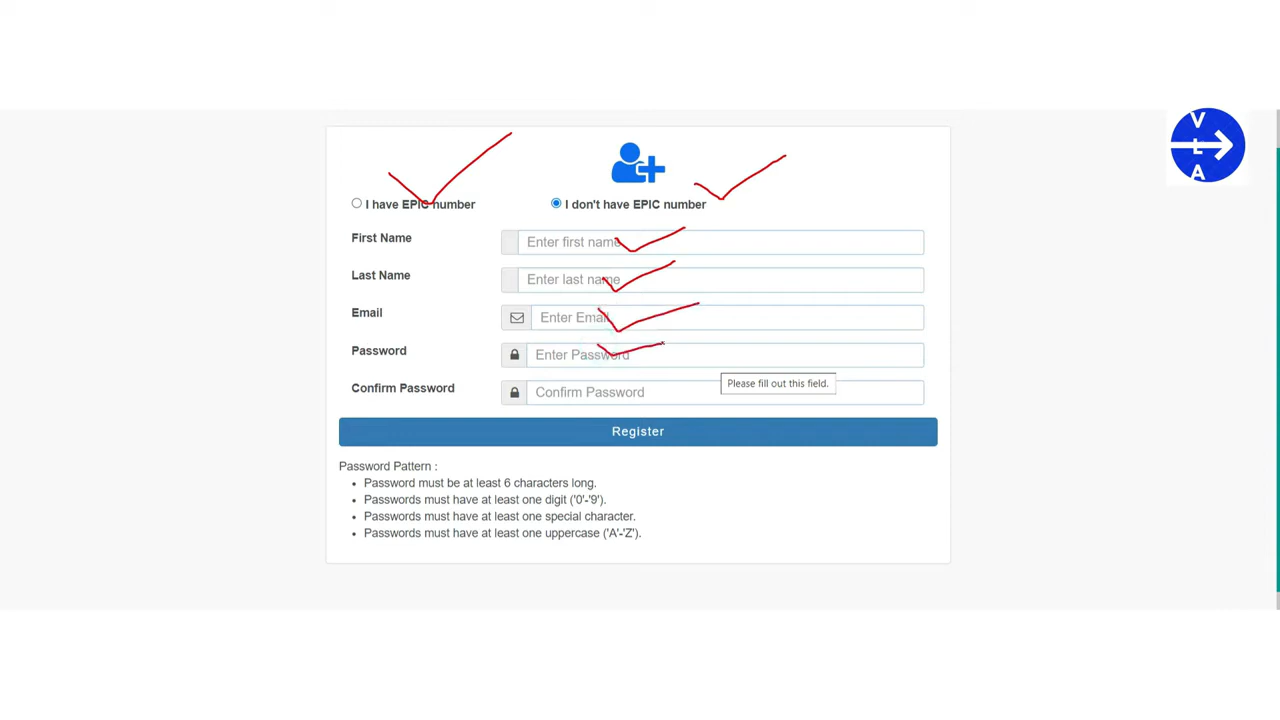 V
L
A
I have EPIC number
I don't have EPIC number
First Name
Enter first name
Last Name
Enter last name
Email
Enter Email
Password
Enter Password
Please fill out this field.
Confirm Password
Confirm Password
Register
Password Pattern :
Password must be at least 6 characters long.
Passwords must have at least one digit ('0'-'9').
Passwords must have at least one special character.
Passwords must have at least one uppercase ('A'-'Z').